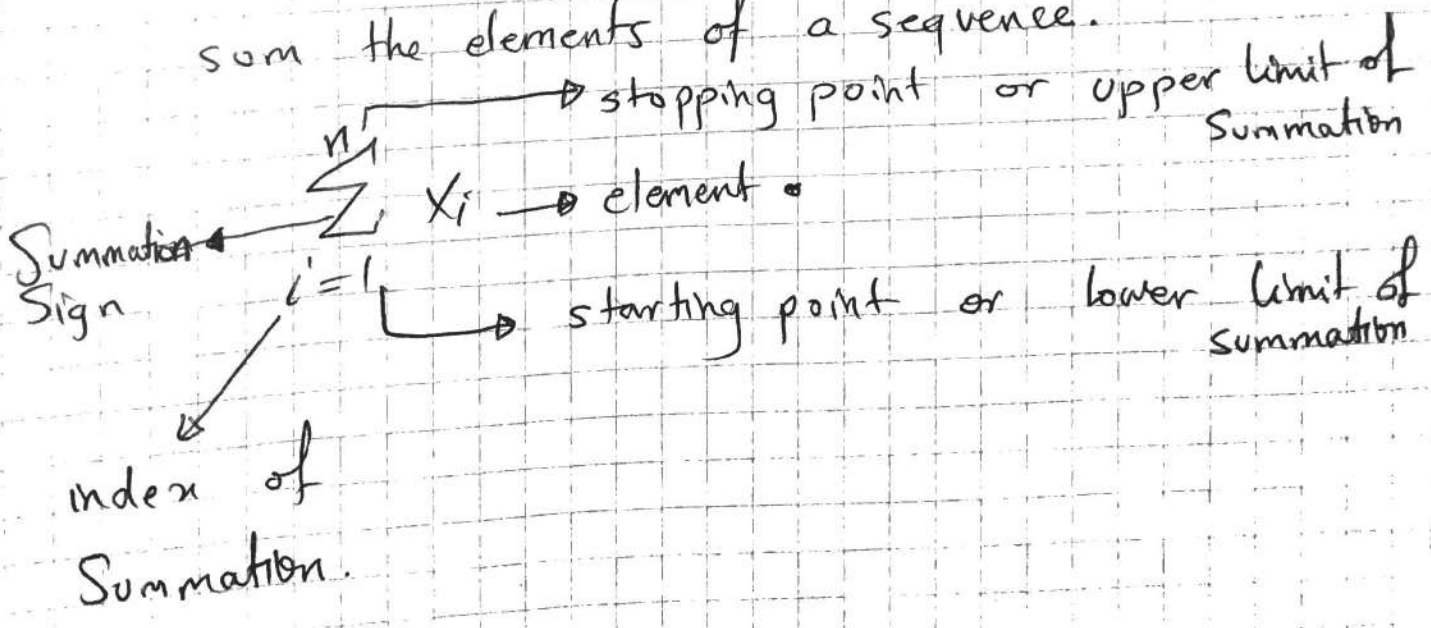 sum the elements of a sequence.
stopping point or upper limit of
summation
n
Σ xi → element.
Summation
Sign
i=1
starting point or lower limit of
summation
index of
Summation.